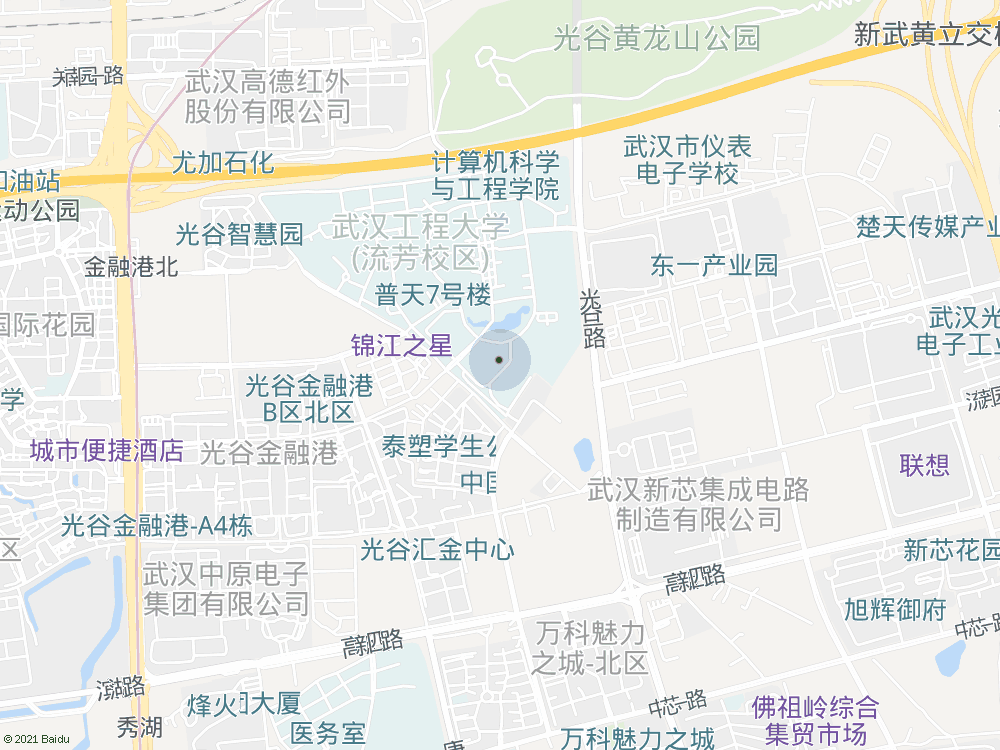 光谷黄龙山公园
新武黄立交桥
关南园一路
武汉高德红外
股份有限公司
武汉市仪表
电子学校
尤加石化
计算机科学
与工程学院
加油站
运动公园
光谷智慧园
武汉工程大学
(流芳校区)
楚天传媒产业
金融港北
东一产业园
普天7号楼
光谷路
国际花园
武汉光
电子工业
锦江之星
光谷金融港
B区北区
学
流芳园
城市便捷酒店
光谷金融港
泰塑学生公
联想
中国
武汉新芯集成电路
制造有限公司
光谷金融港-A4栋
光谷汇金中心
区
新芯花园
武汉中原电子
集团有限公司
高新四路
旭辉御府
高新四路
万科魅力
之城-北区
中芯一路
滨湖路
烽火
大厦
中芯一路
佛祖岭综合
集贸市场
秀湖
医务室
万科魅力之城
© 2021 Baidu